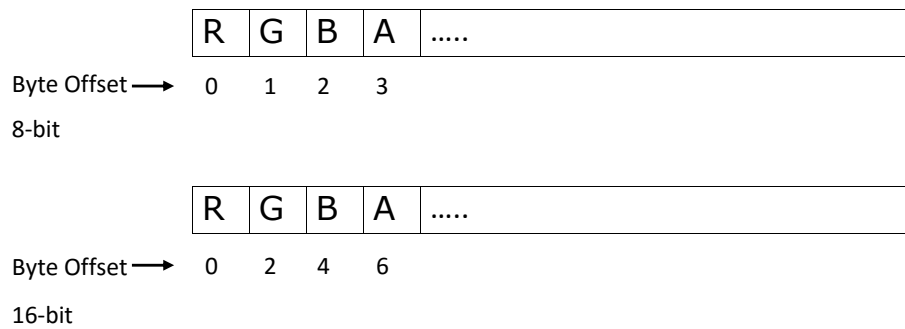 R G B A .....
Byte Offset 0 1 2 3
8-bit
R G B A .....
Byte Offset 0 2 4 6
16-bit